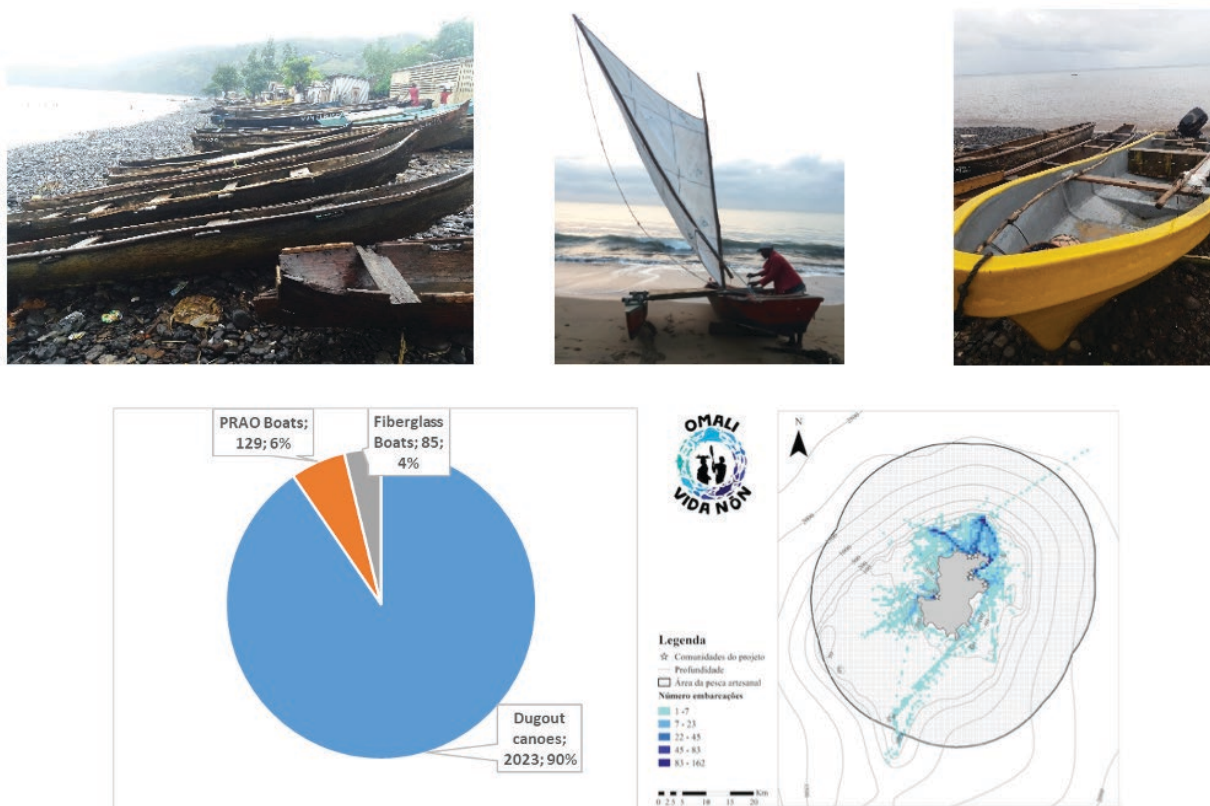 PRAO Boats;
129; 6%
Fiberglass
Boats; 85;
4%
Dugout
canoes;
2023; 90%
OMALI
VIDA NÕN
Legenda
Comunidades do projeto
Profundidade
Área da pesca artesanal
Número embarcações
1 -7
7 - 23
22 - 45
45 - 83
83 - 162
Km
0 2.5 5 10 15 20
N